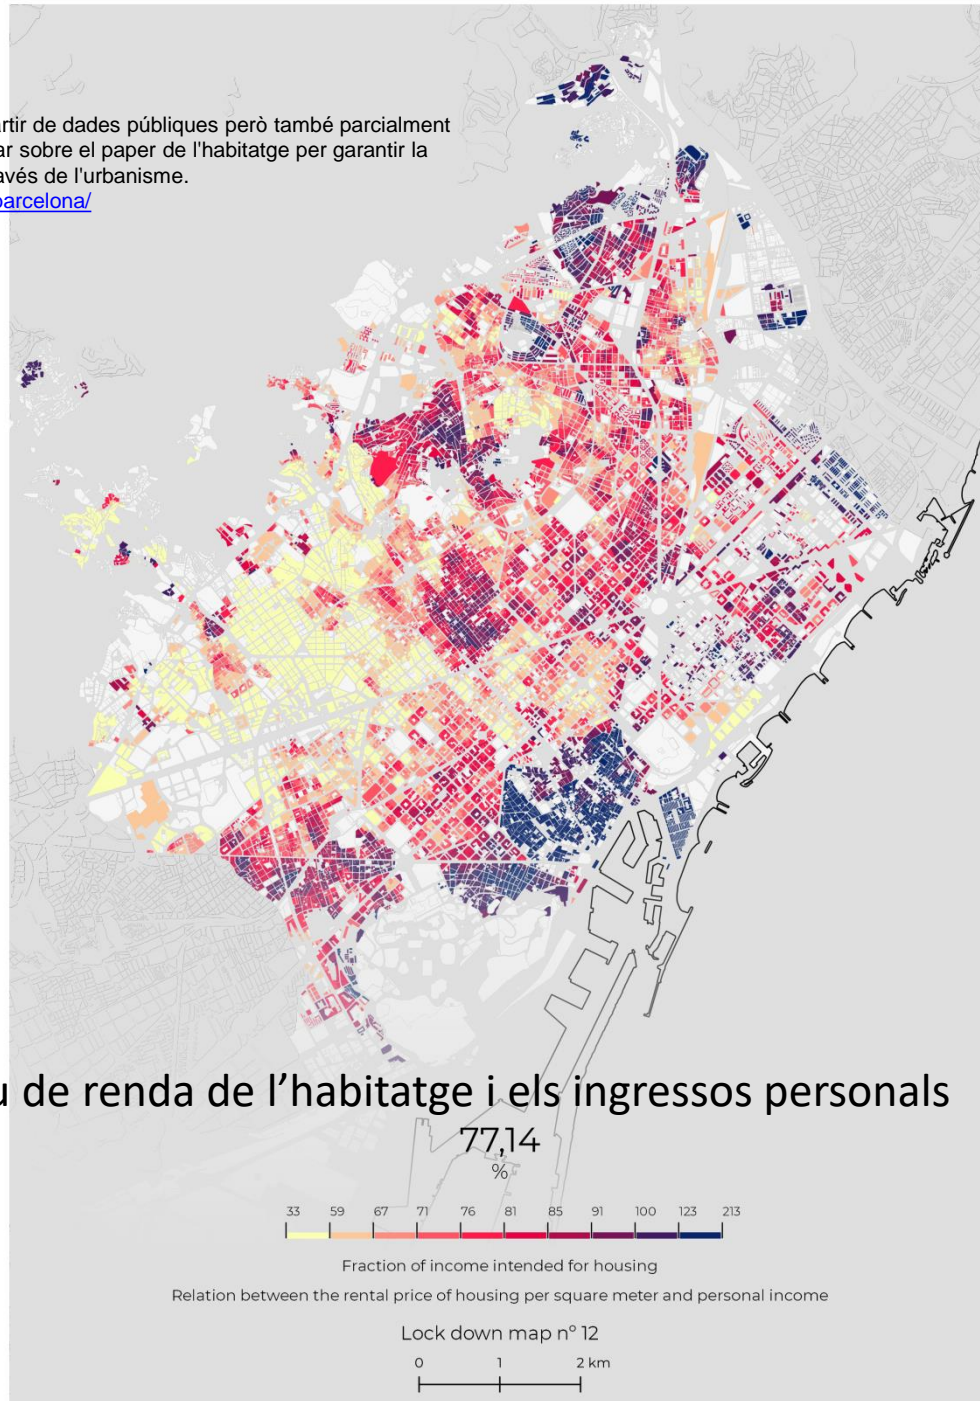 rtir de dades públiques però també parcialment
ar sobre el paper de l'habitatge per garantir la
avés de l'urbanisme.
barcelona/
u de renda de l’habitatge i els ingressos personals
77,14
%
33 59 67 71 76 81 85 91 100 123 213
Fraction of income intended for housing
Relation between the rental price of housing per square meter and personal income
Lock down map nº 12
0 1 2 km